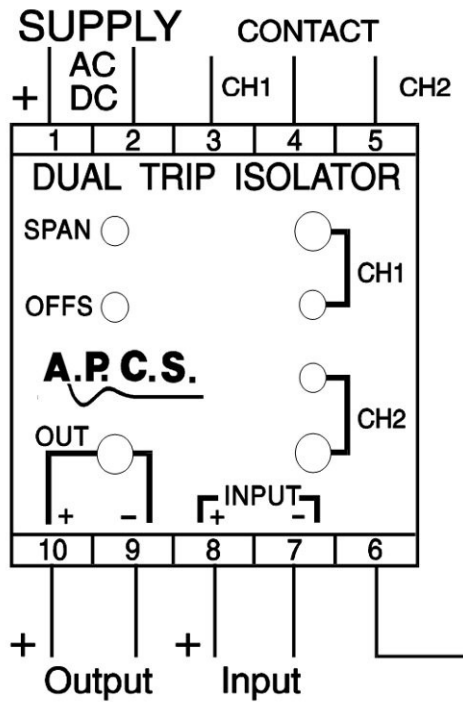 SUPPLY CONTACT
AC
DC
+ CH1 CH2
1 2 3 4 5
DUAL TRIP ISOLATOR
SPAN
CH1
OFFS
A.P.C.S.
CH2
OUT
INPUT
+ - + -
10 9 8 7 6
+ +
Output Input